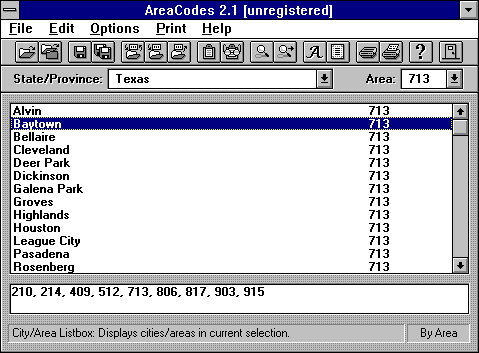 AreaCodes 2.1 [unregistered]
File Edit Options Print Help
State/Province: Texas Area: 713
Alvin 713
Baytown 713
Bellaire 713
Cleveland 713
Deer Park 713
Dickinson 713
Galena Park 713
Groves 713
Highlands 713
Houston 713
League City 713
Pasadena 713
Rosenberg 713
210, 214, 409, 512, 713, 806, 817, 903, 915
City/Area Listbox: Displays cities/areas in current selection. By Area